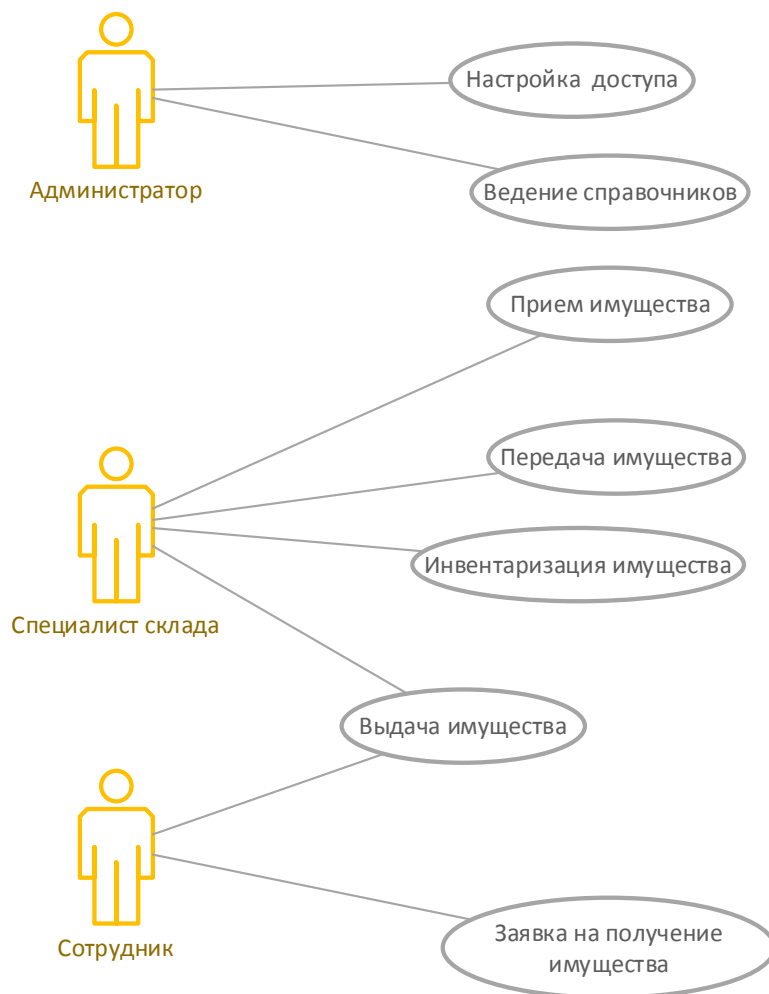 Настройка доступа
Администратор
Ведение справочников
Прием имущества
Передача имущества
Инвентаризация имущества
Специалист склада
Выдача имущества
Сотрудник
Заявка на получение
имущества